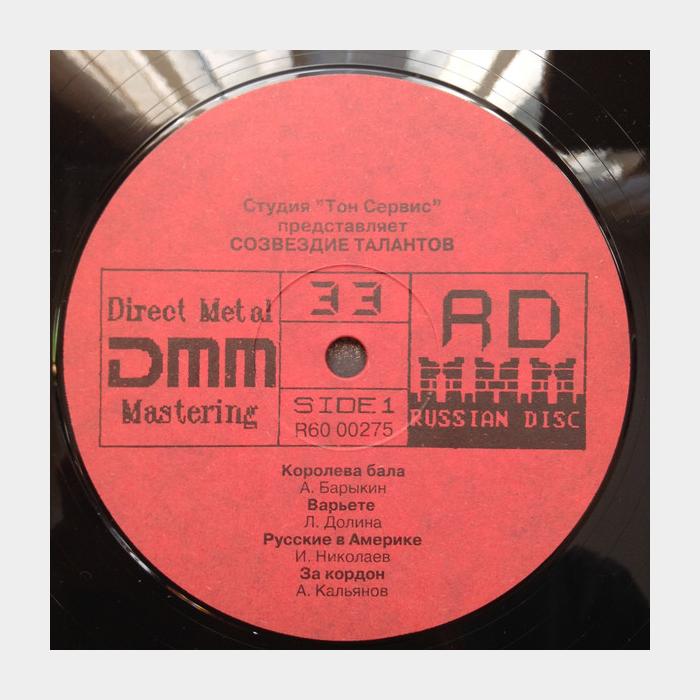 Студия "Тон Сервис"
представляет
СОЗВЕЗДИЕ ТАЛАНТОВ
Direct Metal
DMM
Mastering
33
SIDE 1
R60 00275
RD
RUSSIAN DISC
Королева бала
А. Барыкин
Варьете
Л. Долина
Русские в Америке
И. Николаев
За кордон
А. Кальянов